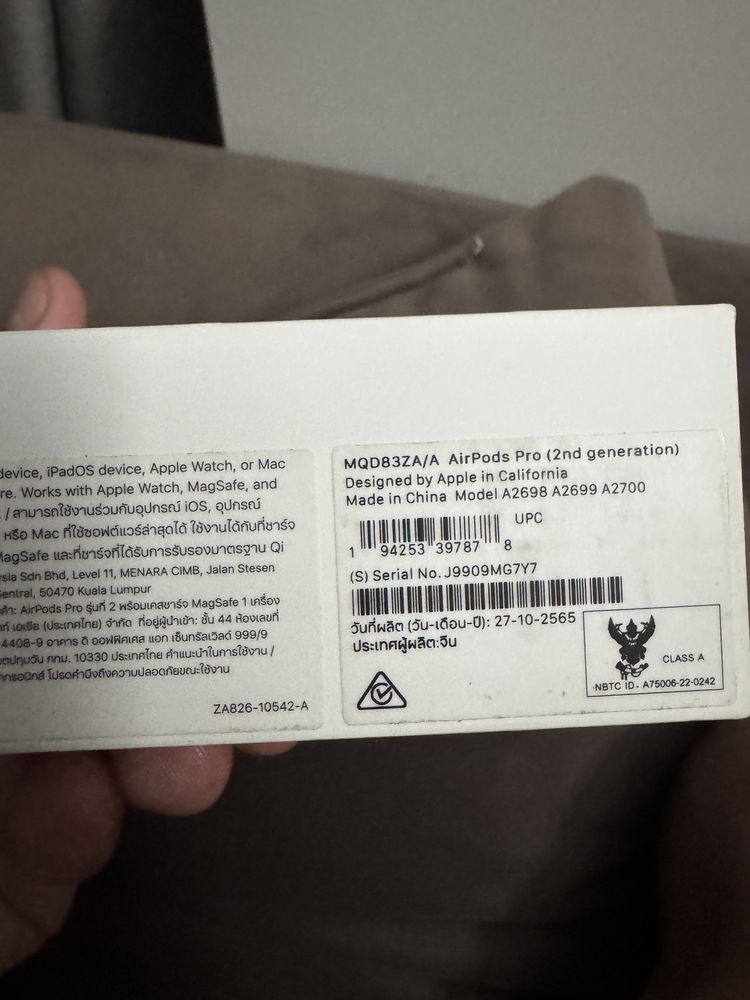 device, iPadOS device, Apple Watch, or Mac
re. Works with Apple Watch, MagSafe, and
/ สามารถใช้งานร่วมกับอุปกรณ์ iOS, อุปกรณ์
หรือ Mac ที่ใช้ซอฟต์แวร์ล่าสุดได้ ใช้งานได้กับที่ชาร์จ
MagSafe และที่ชาร์จที่ได้รับการรับรองมาตรฐาน Qi
ysia Sdn Bhd, Level 11, MENARA CIMB, Jalan Stesen
Sentral, 50470 Kuala Lumpur
ค้า: AirPods Pro รุ่นที่ 2 พร้อมเคสชาร์จ MagSafe 1 เครื่อง
เอเชีย (ประเทศไทย) จำกัด ที่อยู่ผู้นำเข้า: ชั้น 44 ห้องเลขที่
4408-9 อาคาร ดิ ออฟฟิศเศส แอท เซ็นทรัลเวิลด์ 999/9
ปทุมวัน กทม. 10330 ประเทศไทย คำแนะนำในการใช้งาน /
โปรดคำนึงถึงความปลอดภัยขณะใช้งาน
ZA826-10542-A
MQD83ZA/A AirPods Pro (2nd generation)
Designed by Apple in California
Made in China Model A2698 A2699 A2700
UPC
1 94253 39787 8
(S) Serial No. J9909MG7Y7
วันที่ผลิต (วัน-เดือน-ปี): 27-10-2565
ประเทศผู้ผลิต:จีน
CLASS A
NBTC ID. A75006-22-0242